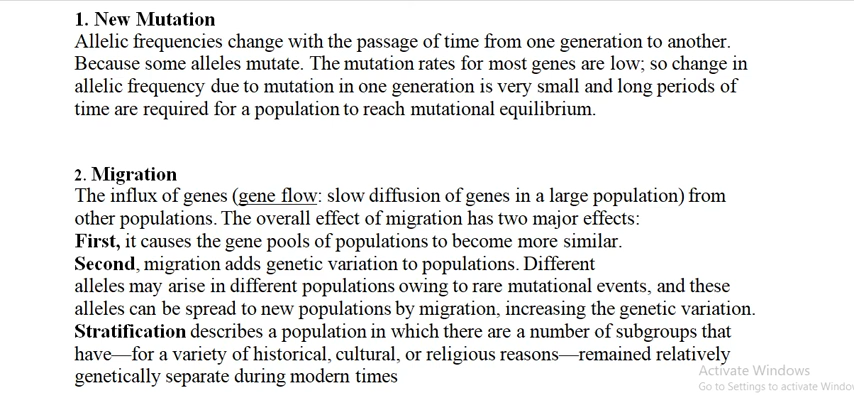 1. New Mutation
Allelic frequencies change with the passage of time from one generation to another.
Because some alleles mutate. The mutation rates for most genes are low; so change in
allelic frequency due to mutation in one generation is very small and long periods of
time are required for a population to reach mutational equilibrium.
2. Migration
The influx of genes (gene flow: slow diffusion of genes in a large population) from
other populations. The overall effect of migration has two major effects:
First, it causes the gene pools of populations to become more similar.
Second, migration adds genetic variation to populations. Different
alleles may arise in different populations owing to rare mutational events, and these
alleles can be spread to new populations by migration, increasing the genetic variation.
Stratification describes a population in which there are a number of subgroups that
have—for a variety of historical, cultural, or religious reasons—remained relatively
genetically separate during modern times
Activate Windows
Go to Settings to activate Windo